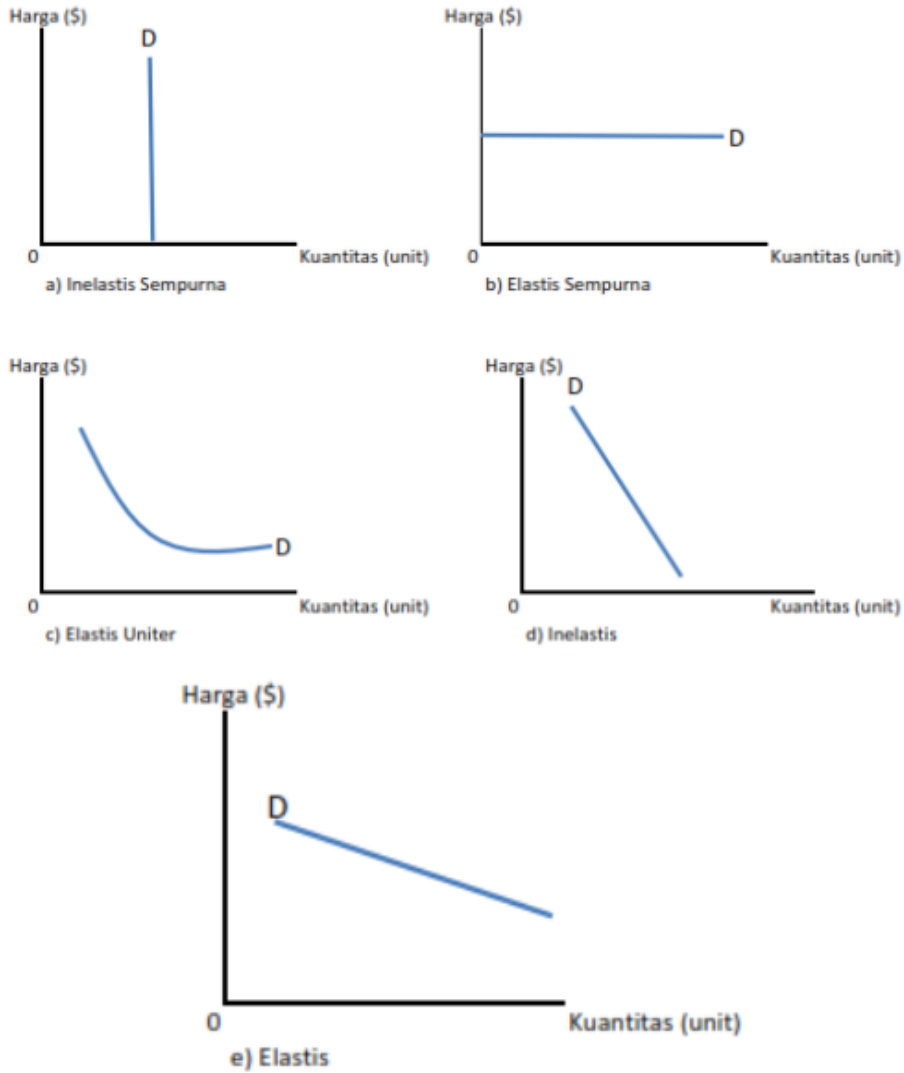 Harga ($)
D
0
Kuantitas (unit)
a) Inelastis Sempurna
Harga ($)
D
0
Kuantitas (unit)
b) Elastis Sempurna
Harga ($)
D
0
Kuantitas (unit)
c) Elastis Uniter
Harga ($)
D
0
Kuantitas (unit)
d) Inelastis
Harga ($)
D
0
Kuantitas (unit)
e) Elastis